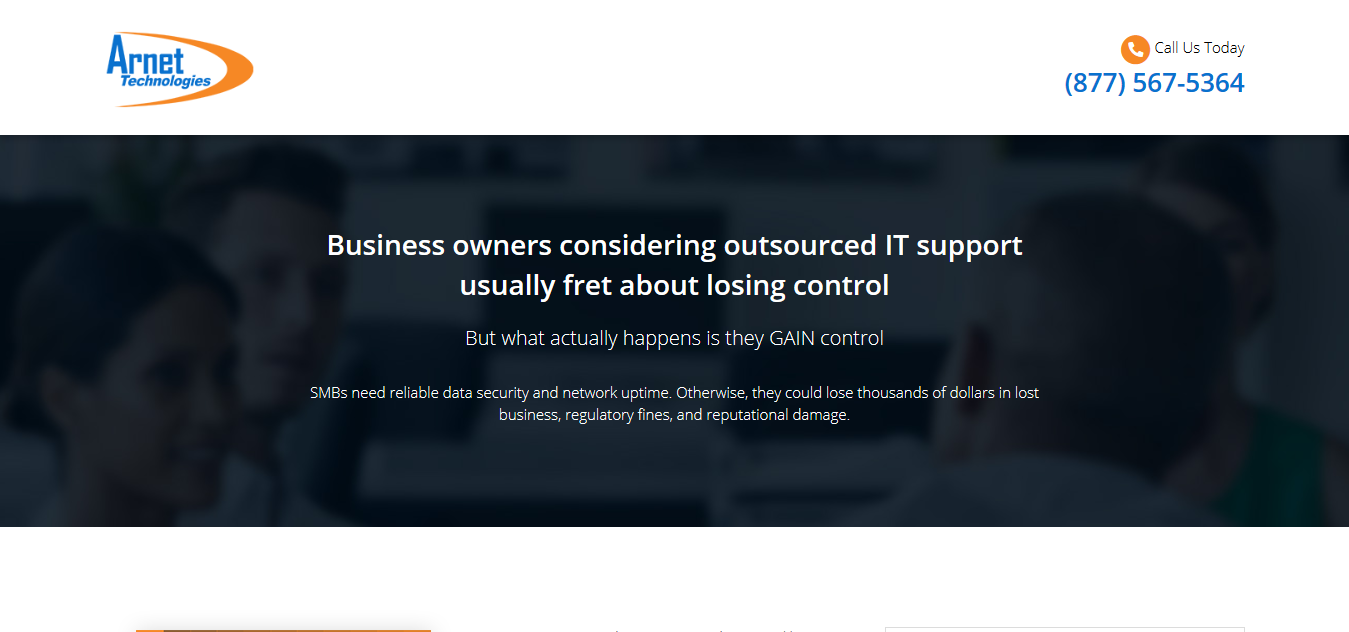 Arnet
Technologies
Call Us Today
(877) 567-5364
Business owners considering outsourced IT support
usually fret about losing control
But what actually happens is they GAIN control
SMBs need reliable data security and network uptime. Otherwise, they could lose thousands of dollars in lost
business, regulatory fines, and reputational damage.